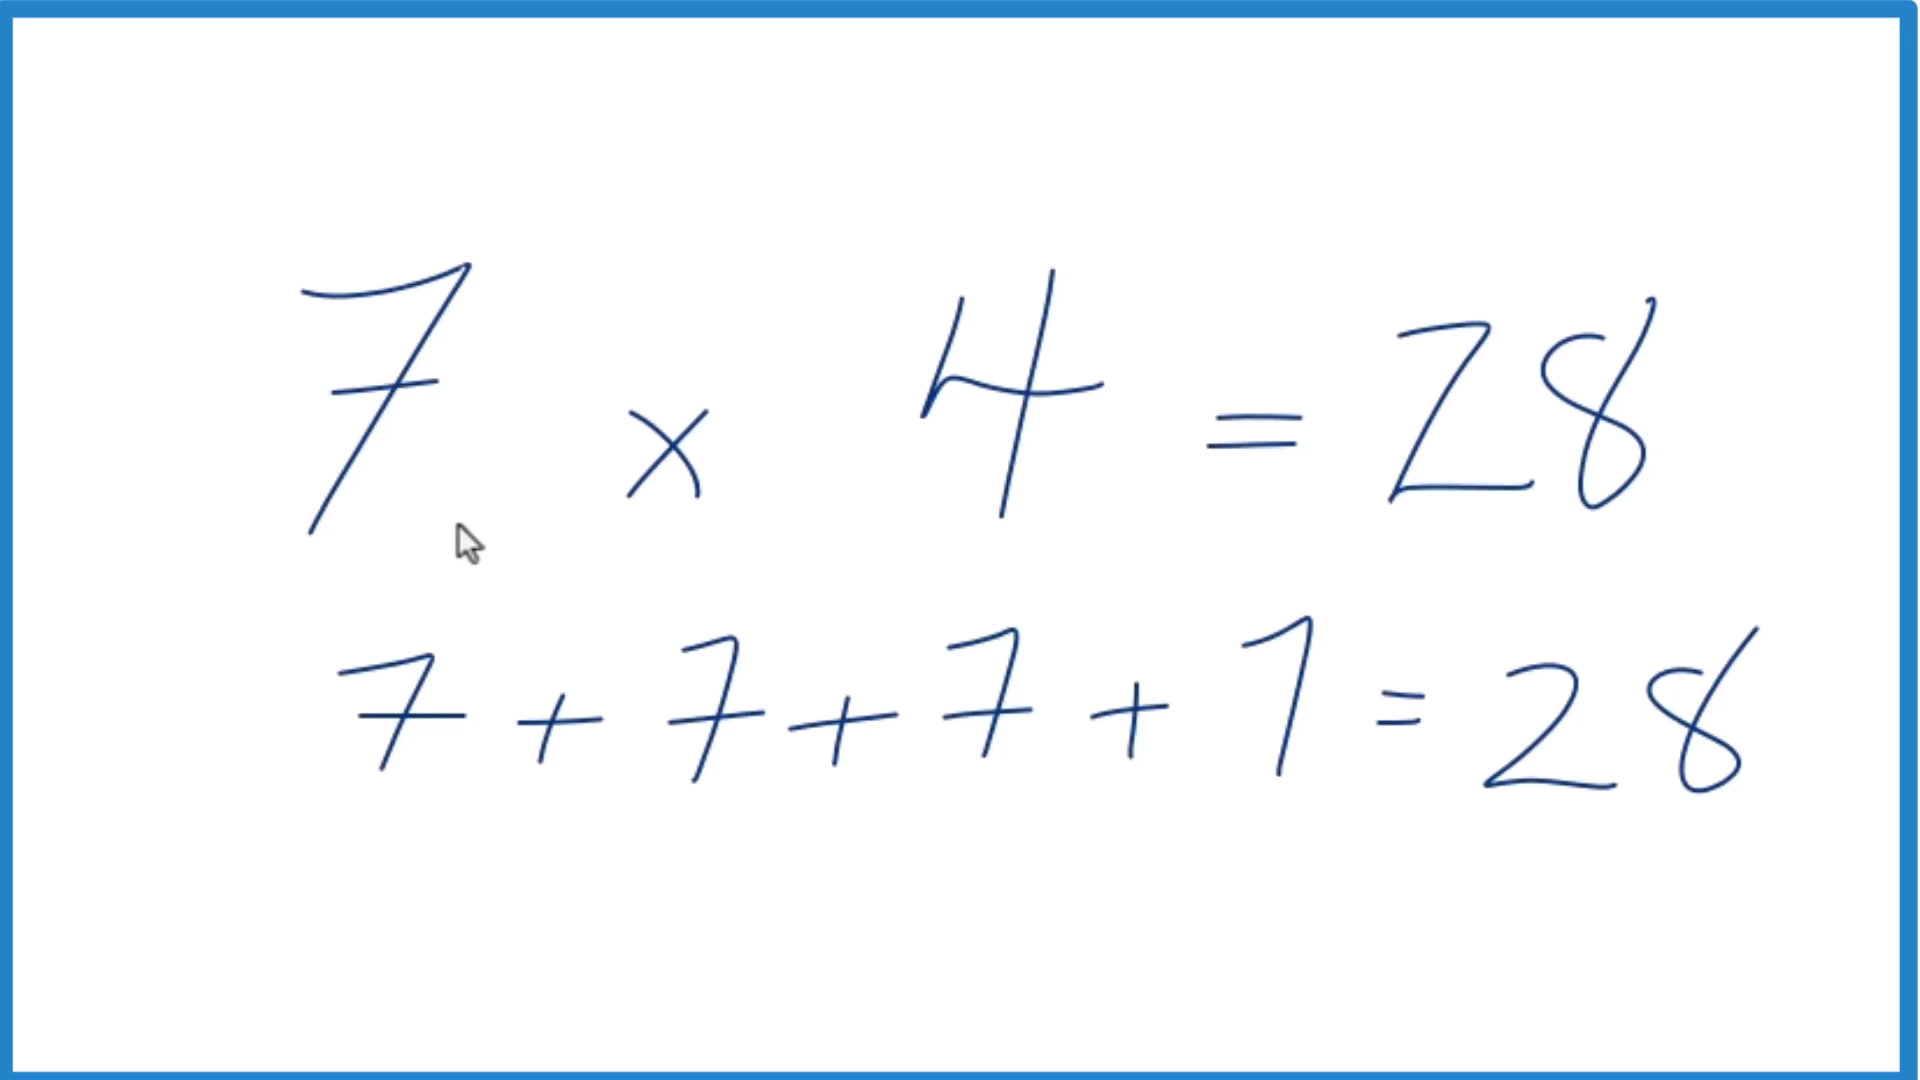 7 x 4 = 28
7 + 7 + 7 + 7 = 28